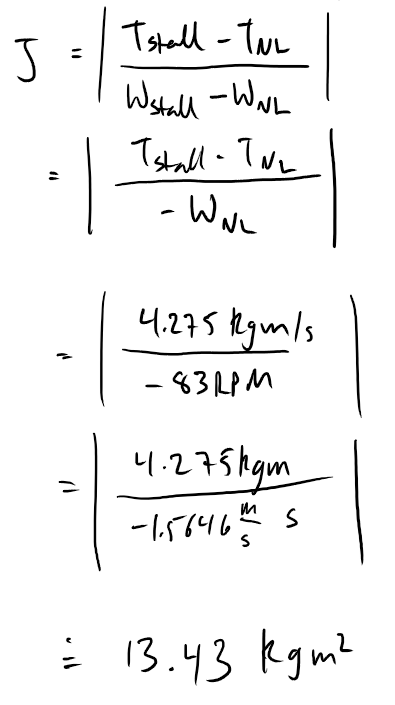 J = | Tstall - TNL / Wstall - WNL |
= | Tstall - TNL / - WNL |
= | 4.275 kgm/s / -83 RPM |
= | 4.275 kgm / -1.5646 m/s s |
≐ 13.43 kgm²